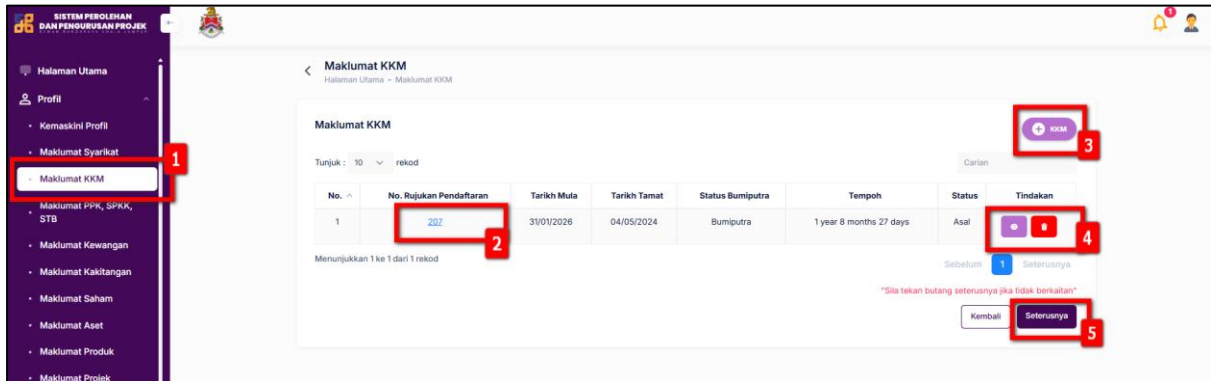 SISTEM PEROLEHAN
DAN PENGURUSAN PROJEK
1
Halaman Utama
Profil
Kemaskini Profil
Maklumat Syarikat
1
Maklumat KKM
Maklumat PPK, SPKK,
STB
Maklumat Kewangan
Maklumat Kakitangan
Maklumat Saham
Maklumat Aset
Maklumat Produk
Maklumat Projek
Maklumat KKM
Halaman Utama - Maklumat KKM
Maklumat KKM
KKM
3
Tunjuk : 10 rekod
Carian
No. No. Rujukan Pendaftaran Tarikh Mula Tarikh Tamat Status Bumiputra Tempoh Status Tindakan
1 207 31/01/2026 04/05/2024 Bumiputra 1 year 8 months 27 days Asal
2
4
Menunjukkan 1 ke 1 dari 1 rekod
Sebelum 1 Seterusnya
"Sila tekan butang seterusnya jika tidak berkaitan"
Kembali Seterusnya
5